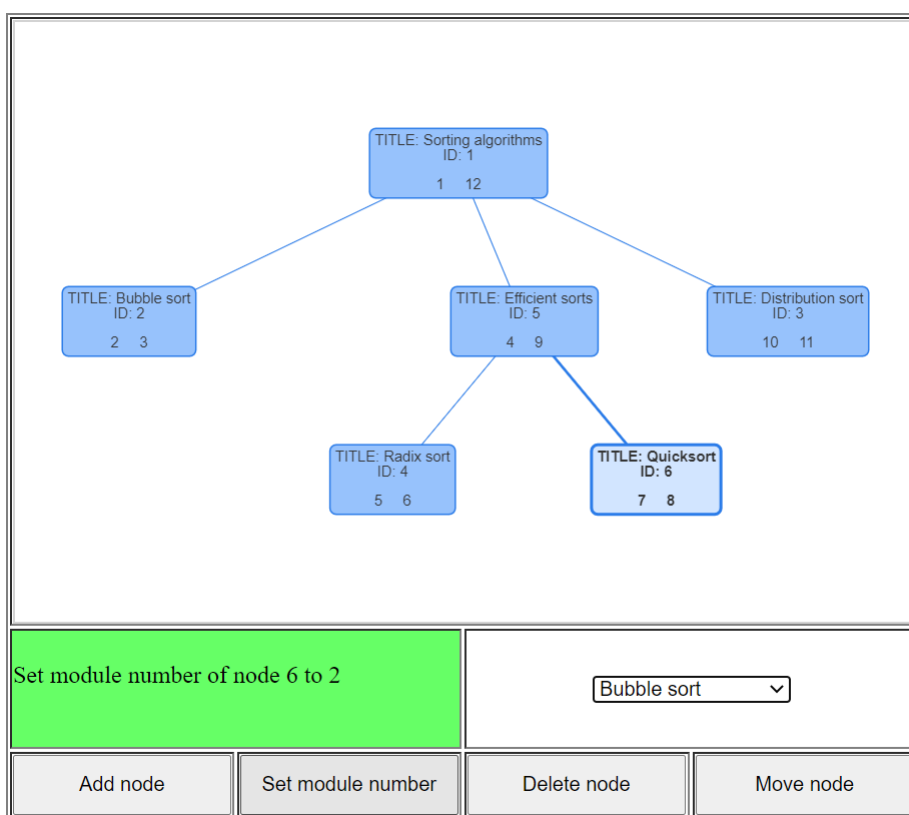 TITLE: Sorting algorithms
ID: 1
1 12
TITLE: Bubble sort
ID: 2
2 3
TITLE: Efficient sorts
ID: 5
4 9
TITLE: Distribution sort
ID: 3
10 11
TITLE: Radix sort
ID: 4
5 6
TITLE: Quicksort
ID: 6
7 8
Set module number of node 6 to 2
Bubble sort
Add node
Set module number
Delete node
Move node